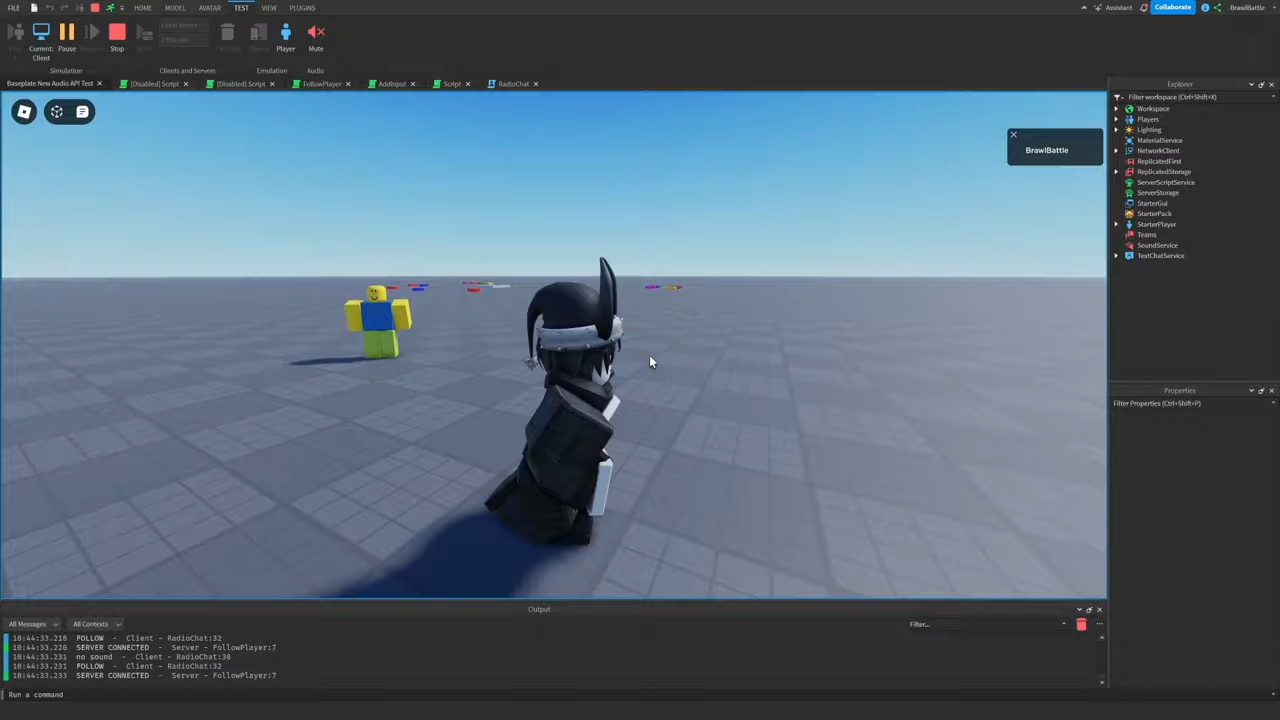 FILE HOME MODEL AVATAR TEST VIEW PLUGINS Assistant Collaborate BrawlBattle
Current: Client Pause Stop Player Mute
Simulation Clients and Servers Emulation Audio
Baseplate New Audio API Test [Disabled] Script [Disabled] Script FollowPlayer AddInput Script RadioChat
BrawlBattle
Explorer
Filter workspace (Ctrl+Shift+X)
Workspace
Players
Lighting
MaterialService
NetworkClient
ReplicatedFirst
ReplicatedStorage
ServerScriptService
ServerStorage
StarterGui
StarterPack
StarterPlayer
Teams
SoundService
TextChatService
Properties
Filter Properties (Ctrl+Shift+P)
Output
All Messages All Contexts Filter...
10:44:33.218 FOLLOW - Client - RadioChat:32
10:44:33.220 SERVER CONNECTED - Server - FollowPlayer:7
10:44:33.231 no sound - Client - RadioChat:30
10:44:33.231 FOLLOW - Client - RadioChat:32
10:44:33.233 SERVER CONNECTED - Server - FollowPlayer:7
Run a command